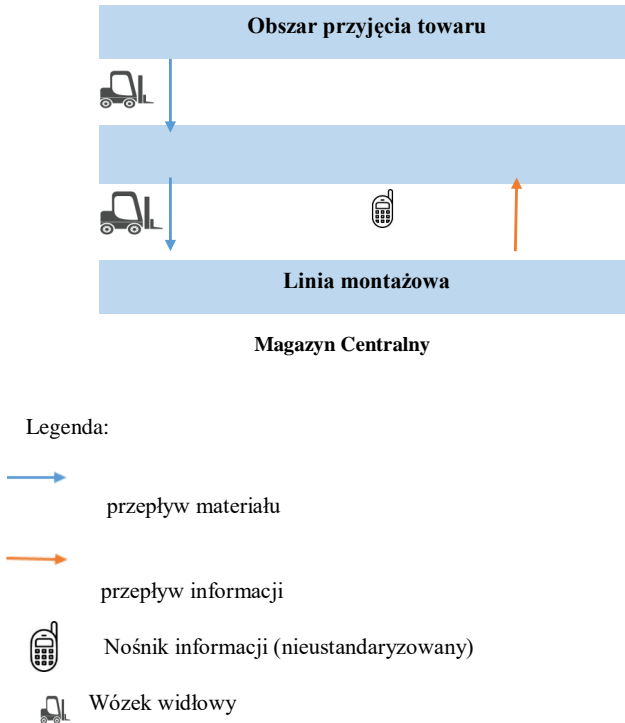 Obszar przyjęcia towaru
Linia montażowa
Magazyn Centralny
Legenda:
przepływ materiału
przepływ informacji
Nośnik informacji (nieustandaryzowany)
Wózek widłowy